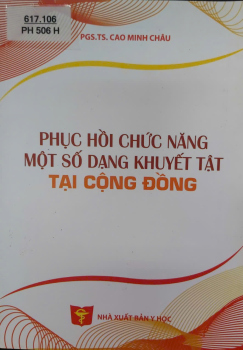 617.106
PH 506 H
PGS.TS. CAO MINH CHÂU
PHỤC HỒI CHỨC NĂNG
MỘT SỐ DẠNG KHUYẾT TẬT
TẠI CỘNG ĐỒNG
NHÀ XUẤT BẢN Y HỌC